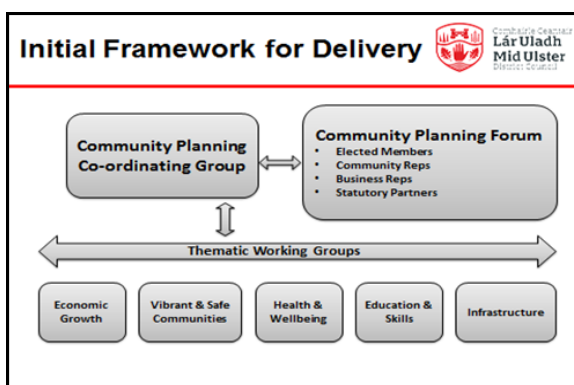 Initial Framework for Delivery
Comhairle Ceantair
Lár Uladh
Mid Ulster
District Council
Community Planning
Co-ordinating Group
Community Planning Forum
• Elected Members
• Community Reps
• Business Reps
• Statutory Partners
Thematic Working Groups
Economic
Growth
Vibrant & Safe
Communities
Health &
Wellbeing
Education &
Skills
Infrastructure